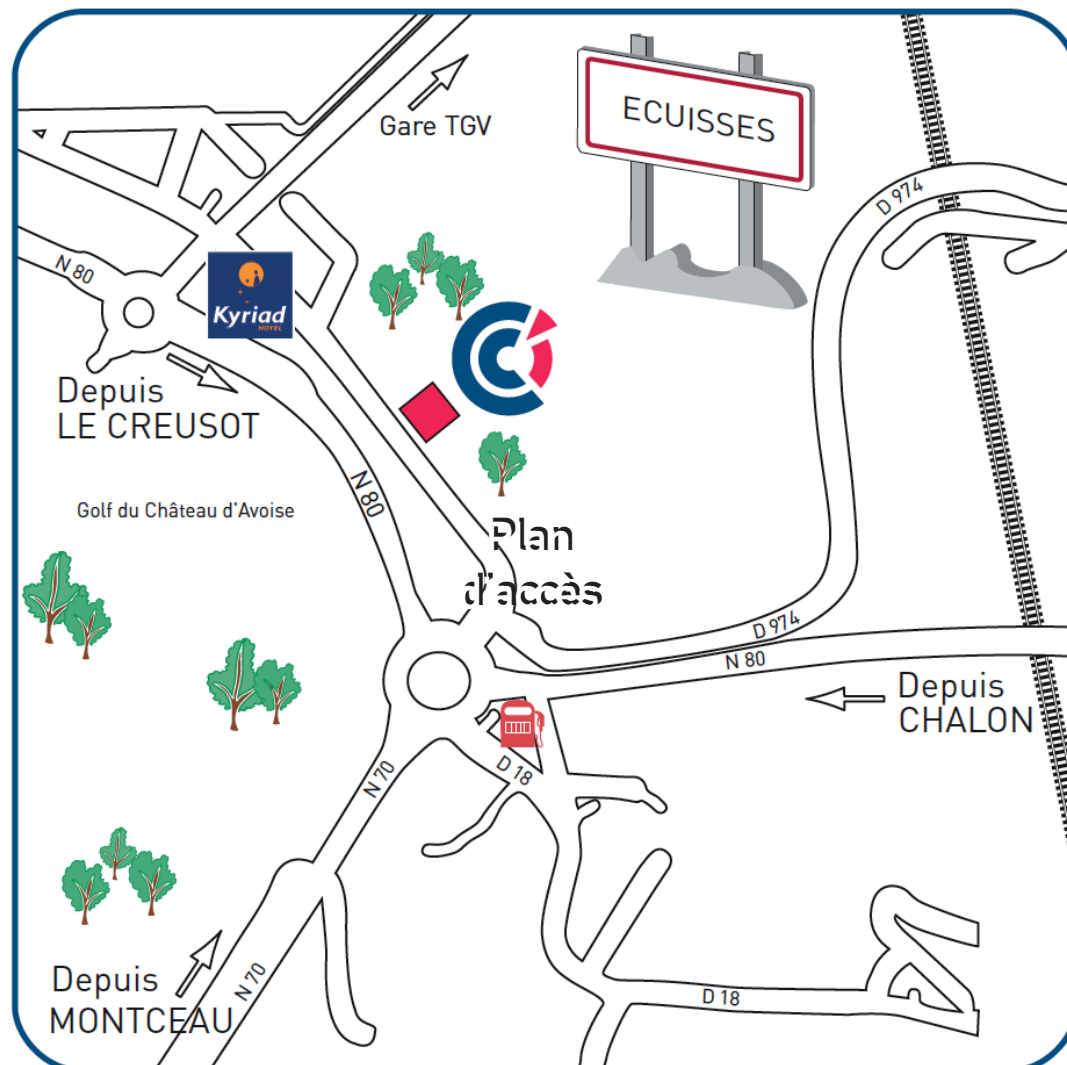 Gare TGV
ECUISSES
D 974
N 80
Kyriad
HOTEL
Depuis
LE CREUSOT
N 80
Golf du Château d'Avoise
Plan
d'accès
D 974
N 80
Depuis
CHALON
D 18
N 70
Depuis
MONTCEAU
N 70
D 18